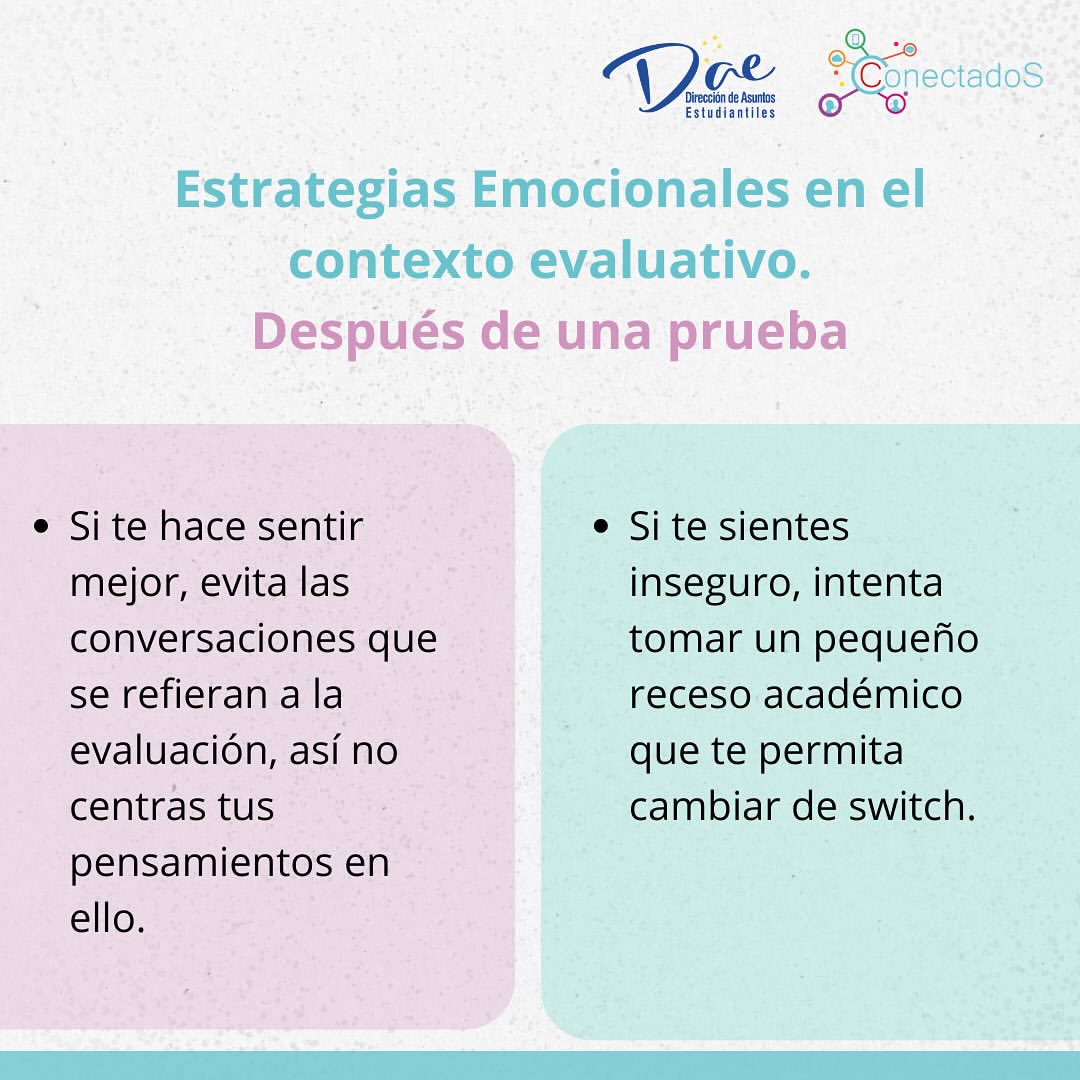 Dae
Dirección de Asuntos
Estudiantiles
ConectadoS
Estrategias Emocionales en el
contexto evaluativo.
Después de una prueba
• Si te hace sentir
mejor, evita las
conversaciones que
se refieran a la
evaluación, así no
centras tus
pensamientos en
ello.
• Si te sientes
inseguro, intenta
tomar un pequeño
receso académico
que te permita
cambiar de switch.